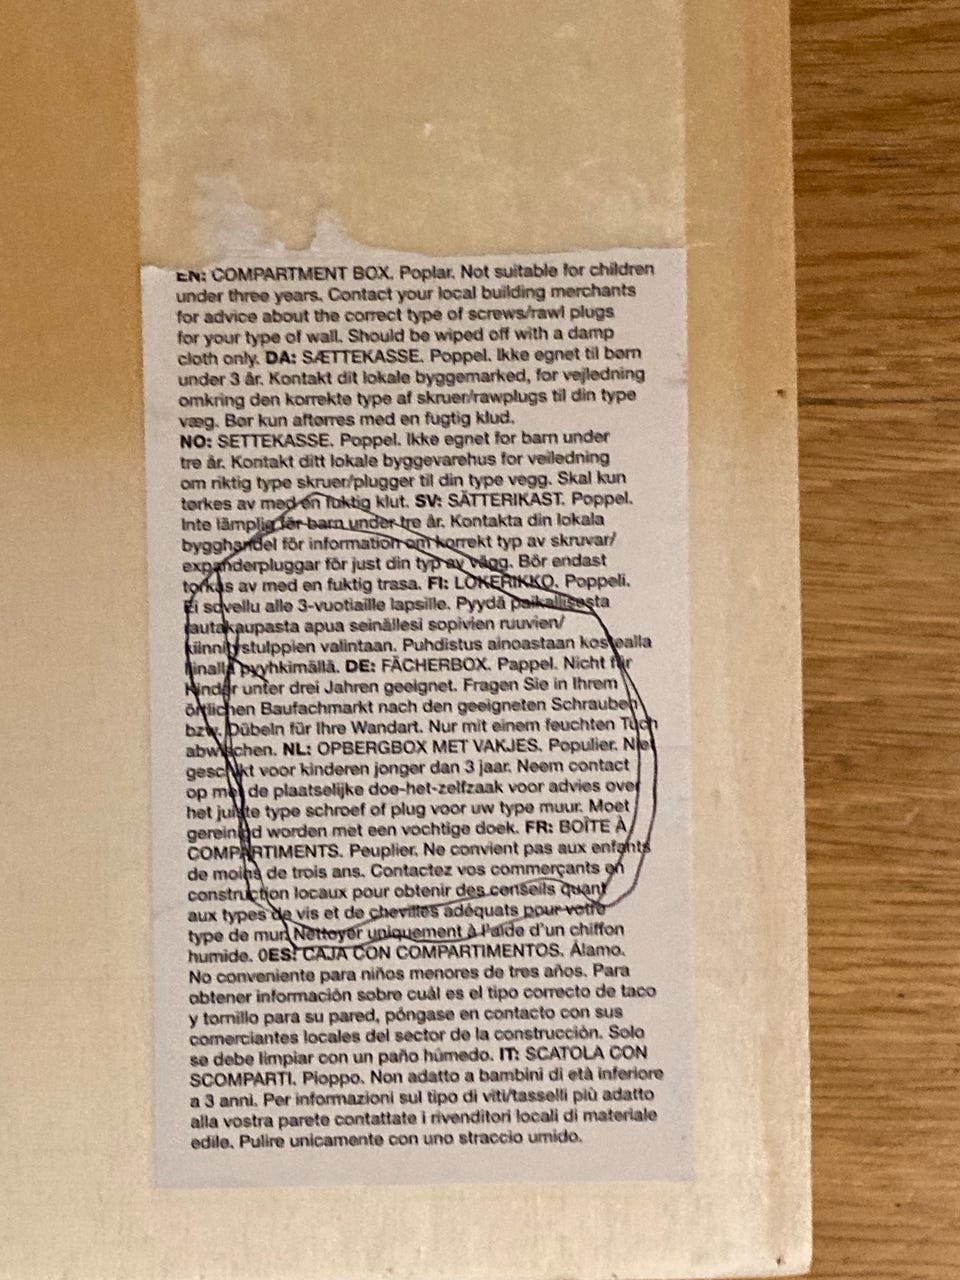 EN: COMPARTMENT BOX. Poplar. Not suitable for children
under three years. Contact your local building merchants
for advice about the correct type of screws/rawl plugs
for your type of wall. Should be wiped off with a damp
cloth only. DA: SÆTTEKASSE. Poppel. Ikke egnet til børn
under 3 år. Kontakt dit lokale byggemarked, for vejledning
omkring den korrekte type af skruer/rawplugs til din type
væg. Bør kun aftørres med en fugtig klud.
NO: SETTEKASSE. Poppel. Ikke egnet for barn under
tre år. Kontakt ditt lokale byggevarehus for veiledning
om riktig type skruer/plugger til din type vegg. Skal kun
tørkes av med en fuktig klut. SV: SÄTTERIKAST. Poppel.
Inte lämplig för barn under tre år. Kontakta din lokala
bygghandel för information om korrekt typ av skruvar/
expanderpluggar för just din typ av vägg. Bör endast
torkas av med en fuktig trasa. FI: LOKERIKKO. Poppeli.
Ei sovellu alle 3-vuotiaille lapsille. Pyydä paikallisesta
rautakaupasta apua seinällesi sopivien ruuvien/
kiinnitystulppien valintaan. Puhdistus ainoastaan kostealla
liinalla pyyhkimällä. DE: FÄCHERBOX. Pappel. Nicht für
Kinder unter drei Jahren geeignet. Fragen Sie in Ihrem
örtlichen Baufachmarkt nach den geeigneten Schrauben
bzw. Dübeln für Ihre Wandart. Nur mit einem feuchten Tuch
abwischen. NL: OPBERGBOX MET VAKJES. Populier. Niet
geschikt voor kinderen jonger dan 3 jaar. Neem contact
op met de plaatselijke doe-het-zelfzaak voor advies over
het juiste type schroef of plug voor uw type muur. Moet
gereinigd worden met een vochtige doek. FR: BOÎTE À
COMPARTIMENTS. Peuplier. Ne convient pas aux enfants
de moins de trois ans. Contactez vos commerçants en
construction locaux pour obtenir des conseils quant
aux types de vis et de chevilles adéquats pour votre
type de mur. Nettoyer uniquement à l'aide d'un chiffon
humide. 0ES: CAJA CON COMPARTIMENTOS. Álamo.
No conveniente para niños menores de tres años. Para
obtener información sobre cuál es el tipo correcto de taco
y tornillo para su pared, póngase en contacto con sus
comerciantes locales del sector de la construcción. Solo
se debe limpiar con un paño húmedo. IT: SCATOLA CON
SCOMPARTI. Pioppo. Non adatto a bambini di età inferiore
a 3 anni. Per informazioni sul tipo di viti/tasselli più adatto
alla vostra parete contattate i rivenditori locali di materiale
edile. Pulire unicamente con uno straccio umido.